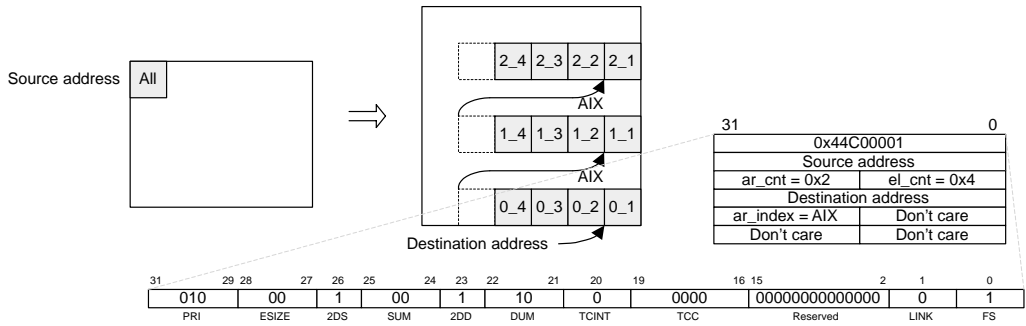 2_4 2_3 2_2 2_1
Source address All
AIX
1_4 1_3 1_2 1_1
AIX
0_4 0_3 0_2 0_1
Destination address
31 0
0x44C00001
Source address
ar_cnt = 0x2 el_cnt = 0x4
Destination address
ar_index = AIX Don't care
Don't care Don't care
31 29 28 27 26 25 24 23 22 21 20 19 16 15 2 1 0
010 00 1 00 1 10 0 0000 00000000000000 0 1
PRI ESIZE 2DS SUM 2DD DUM TCINT TCC Reserved LINK FS